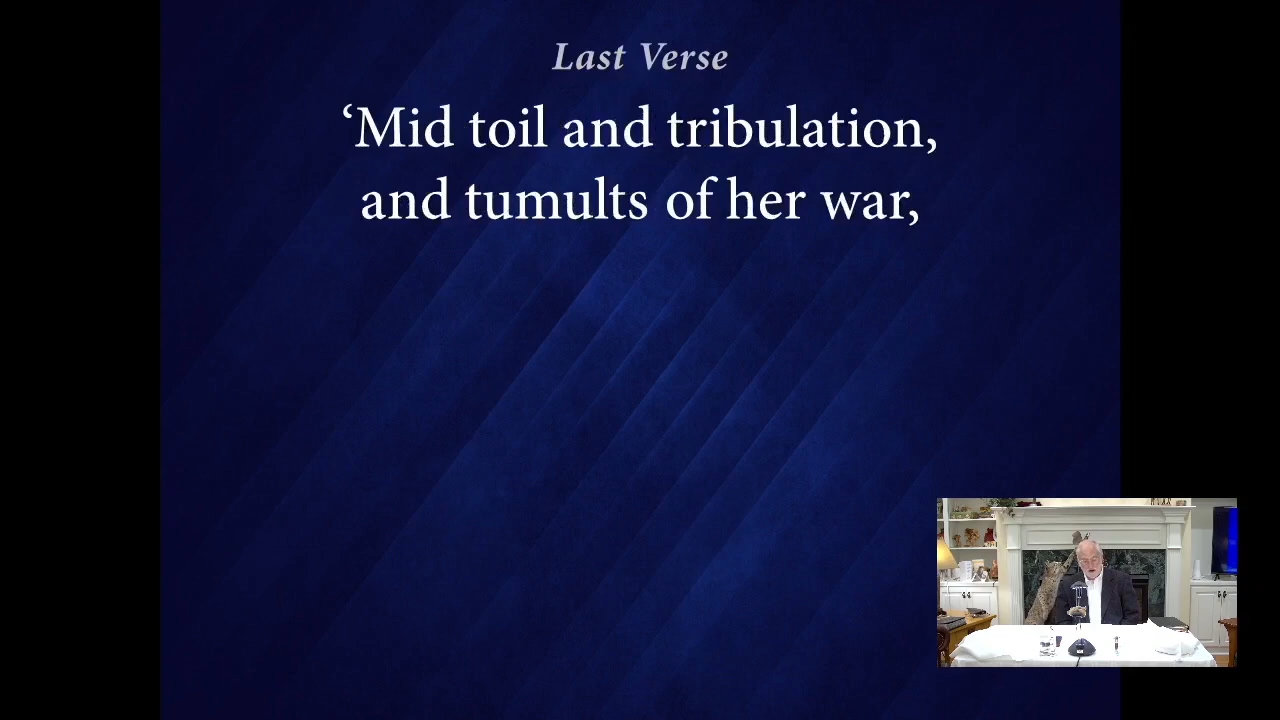 Last Verse
‘Mid toil and tribulation,
and tumults of her war,